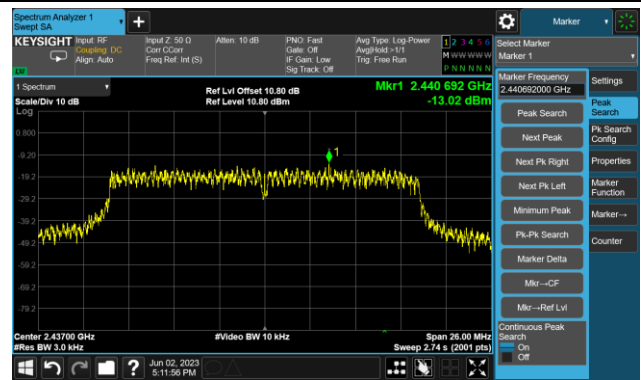 Spectrum Analyzer 1
Swept SA
Marker
KEYSIGHT
Input: RF
Coupling: DC
Align: Auto
Input Z: 50 Ω
Corr CCorr
Freq Ref: Int (S)
Atten: 10 dB
PNO: Fast
Gate: Off
IF Gain: Low
Sig Track: Off
Avg Type: Log-Power
Avg|Hold:>1/1
Trig: Free Run
1 2 3 4 5 6
M W W W W W
P N N N N N
LXI
Select Marker
Marker 1
1 Spectrum
Scale/Div 10 dB
Log
Ref Lvl Offset 10.80 dB
Ref Level 10.80 dBm
Mkr1 2.440 692 GHz
-13.02 dBm
0.800
-9.20
-19.2
-29.2
-39.2
-49.2
-59.2
-69.2
-79.2
1
Center 2.43700 GHz
#Res BW 3.0 kHz
#Video BW 10 kHz
Span 26.00 MHz
Sweep 2.74 s (2001 pts)
Marker Frequency
2.440692000 GHz
Peak Search
Next Peak
Next Pk Right
Next Pk Left
Minimum Peak
Pk-Pk Search
Marker Delta
Mkr→CF
Mkr→Ref Lvl
Continuous Peak
Search
On
Off
Settings
Peak
Search
Pk Search
Config
Properties
Marker
Function
Marker→
Counter
?
Jun 02, 2023
5:11:56 PM